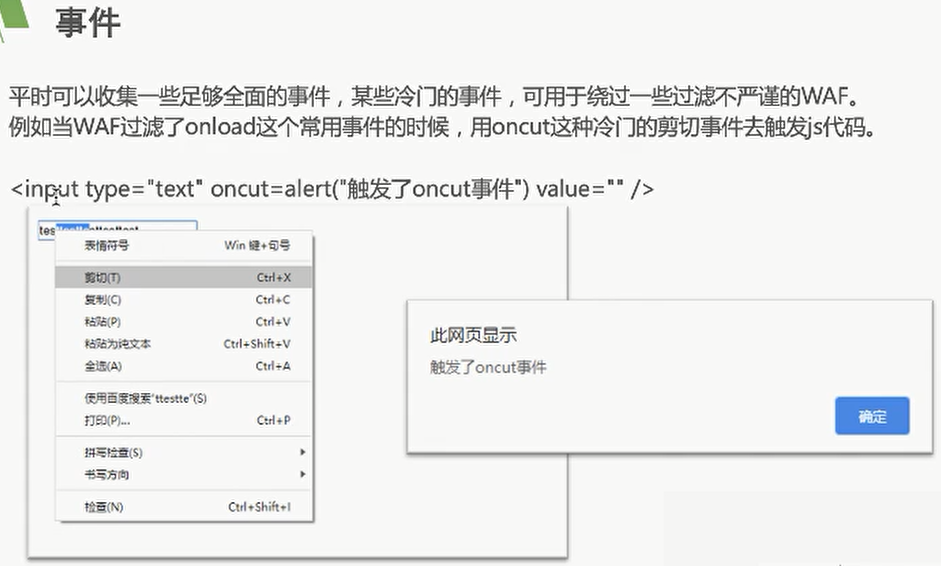 事件
平时可以收集一些足够全面的事件，某些冷门的事件，可用于绕过一些过滤不严谨的WAF。
例如当WAF过滤了onload这个常用事件的时候，用oncut这种冷门的剪切事件去触发js代码。
<input type="text" oncut=alert("触发了oncut事件") value="" />
表情符号 Win 键+句号
剪切(T) Ctrl+X
复制(C) Ctrl+C
粘贴(P) Ctrl+V
粘贴为纯文本 Ctrl+Shift+V
全选(A) Ctrl+A
使用百度搜索"ttestte"(S)
打印(P)... Ctrl+P
拼写检查(S)
书写方向
检查(N) Ctrl+Shift+I
此网页显示
触发了oncut事件
确定